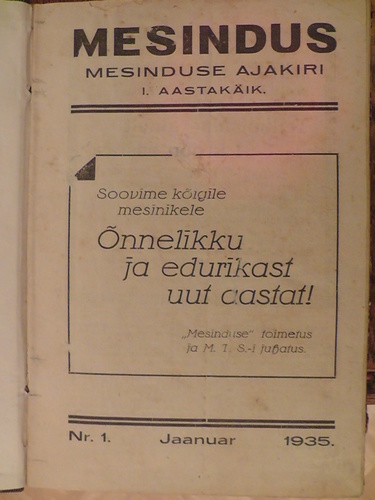 MESINDUS
MESINDUSE AJAKIRI
I. AASTAKÄIK.
Soovime kõigile
mesinikele
Õnnelikku
ja edurikast
uut aastat!
„Mesinduse“ toimetus
ja M. T. S.-i juhatus.
Nr. 1. Jaanuar 1935.